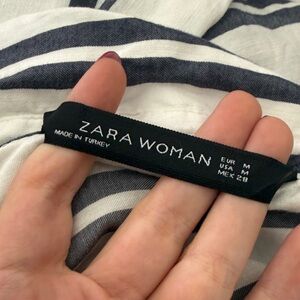 ZARA WOMAN
MADE IN TURKEY
EUR M
USA M
MEX 28